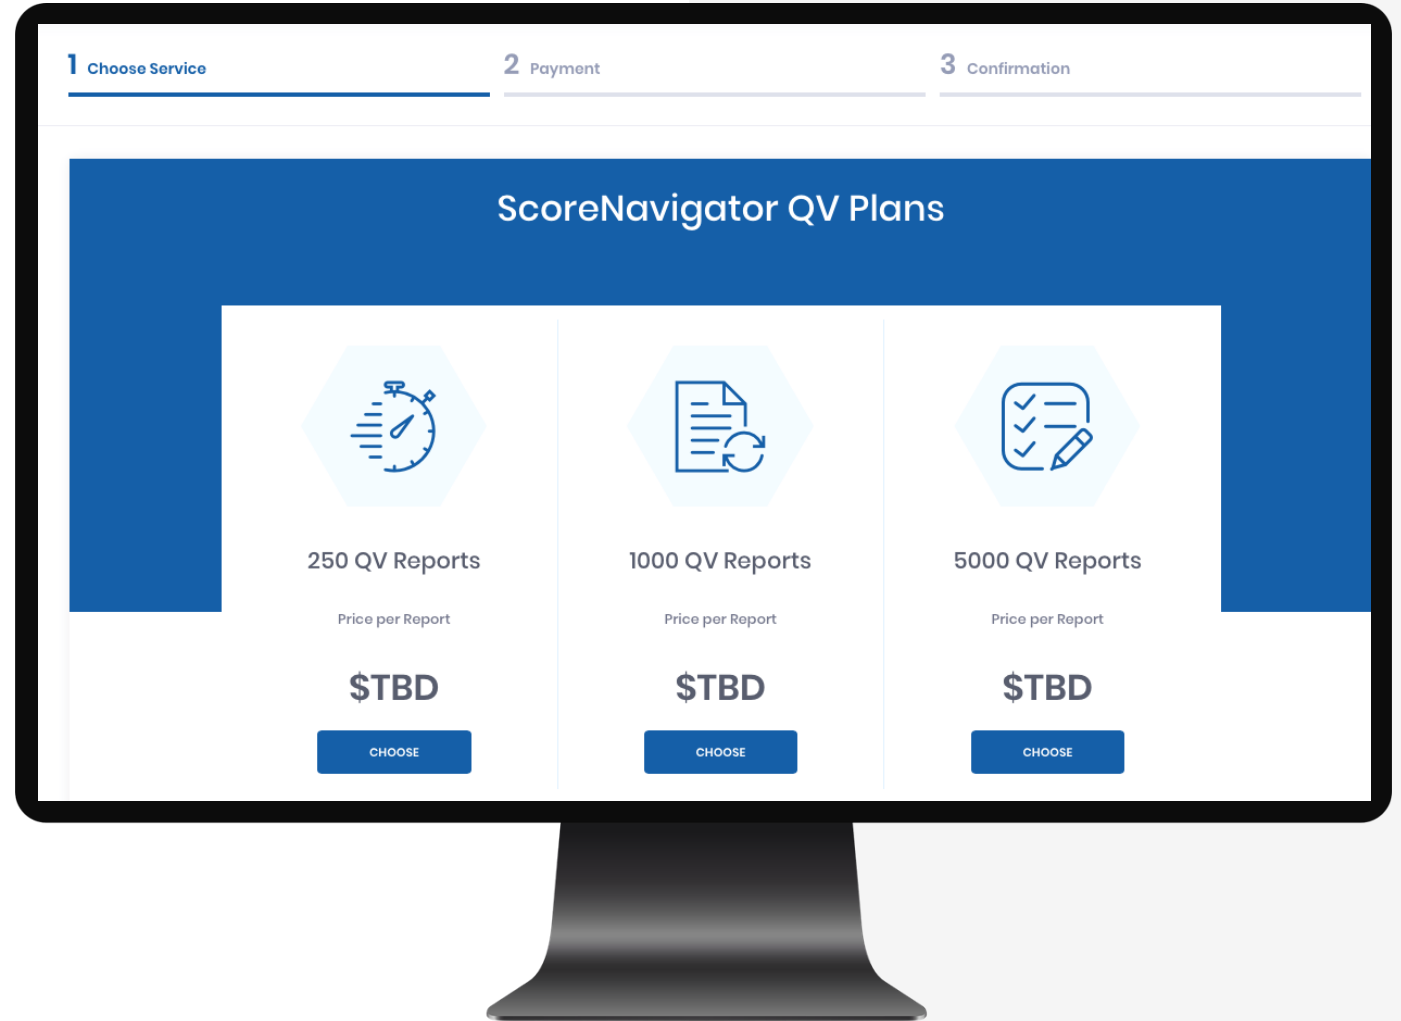 1 Choose Service
2 Payment
3 Confirmation
ScoreNavigator QV Plans
250 QV Reports
1000 QV Reports
5000 QV Reports
Price per Report
Price per Report
Price per Report
$TBD
$TBD
$TBD
CHOOSE
CHOOSE
CHOOSE